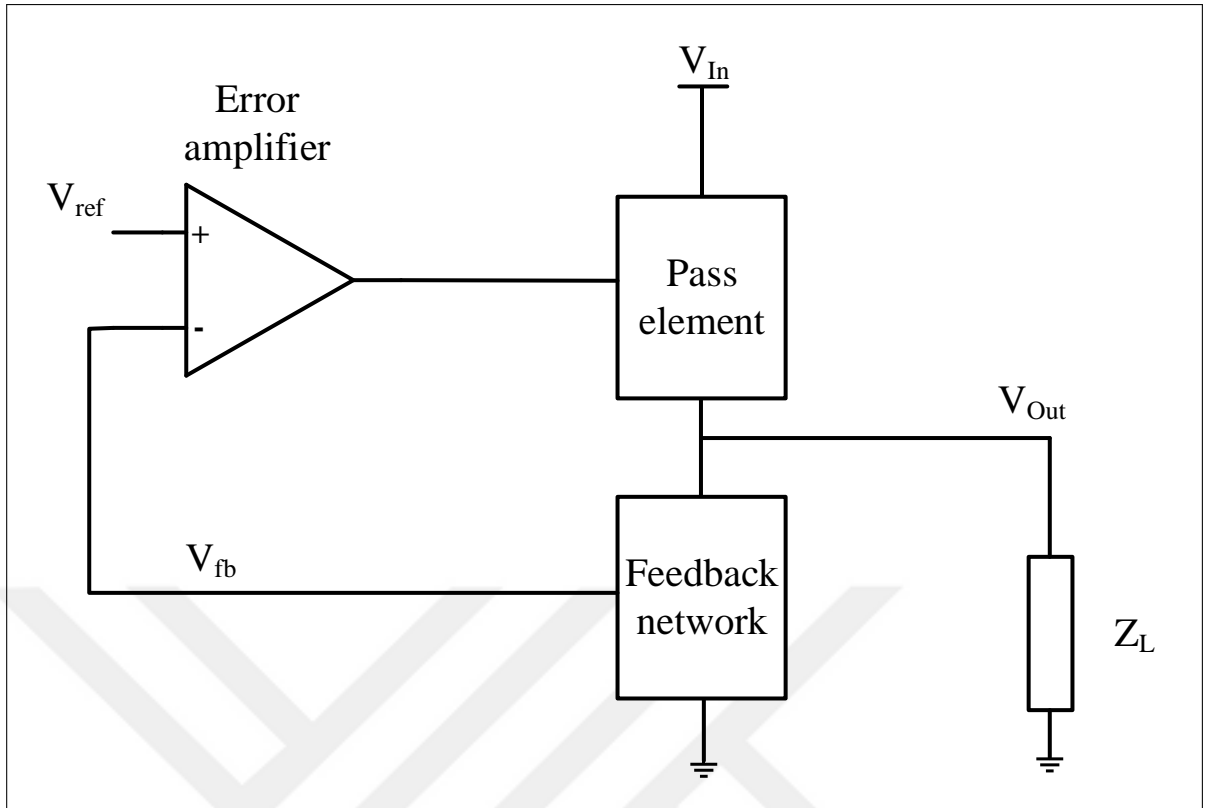 V_In
Error
amplifier
V_ref
+
-
Pass
element
V_Out
V_fb
Feedback
network
Z_L